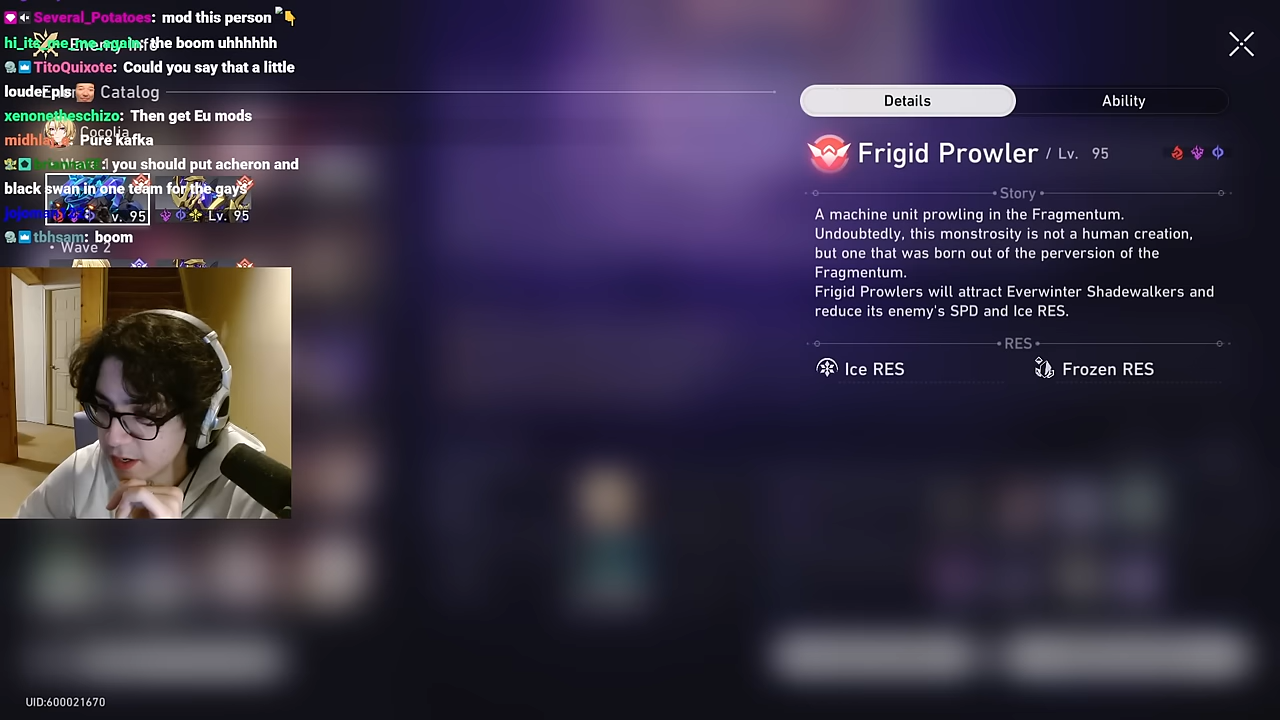 Several_Potatoes: mod this person
hi_ite_me_me_again: the boom uhhhhhh
Enemy Info
TitoQuixote: Could you say that a little
louder pls
Catalog
xenonetheschizo: Then get Eu mods
Cocolia
Pure kafka
you should put acheron and
black swan in one team for the gays
v. 95
Lv. 95
tbhsam: boom
• Wave 2
Details
Ability
Frigid Prowler / Lv. 95
Story
A machine unit prowling in the Fragmentum.
Undoubtedly, this monstrosity is not a human creation,
but one that was born out of the perversion of the
Fragmentum.
Frigid Prowlers will attract Everwinter Shadewalkers and
reduce its enemy's SPD and Ice RES.
RES
Ice RES
Frozen RES
UID:600021670